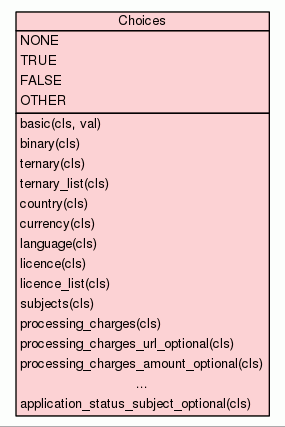 Choices
NONE
TRUE
FALSE
OTHER
basic(cls, val)
binary(cls)
ternary(cls)
ternary_list(cls)
country(cls)
currency(cls)
language(cls)
licence(cls)
licence_list(cls)
subjects(cls)
processing_charges(cls)
processing_charges_url_optional(cls)
processing_charges_amount_optional(cls)
...
application_status_subject_optional(cls)